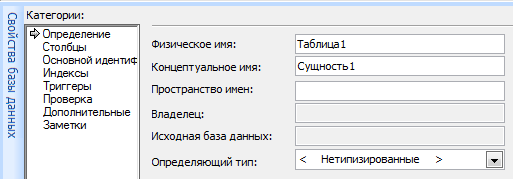 Свойства базы данных
Категории:
Определение
Столбцы
Основной идентиф
Индексы
Триггеры
Проверка
Дополнительные
Заметки
Физическое имя: Таблица1
Концептуальное имя: Сущность1
Пространство имен:
Владелец:
Исходная база данных:
Определяющий тип: < Нетипизированные >